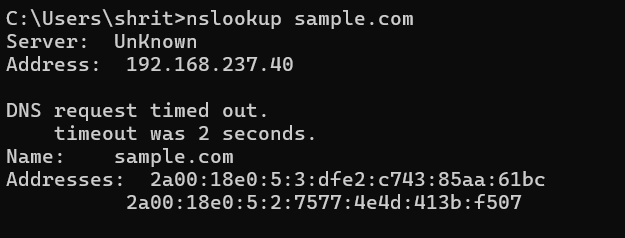 C:\Users\shrit>nslookup sample.com
Server:  UnKnown
Address:  192.168.237.40

DNS request timed out.
    timeout was 2 seconds.
Name:    sample.com
Addresses:  2a00:18e0:5:3:dfe2:c743:85aa:61bc
          2a00:18e0:5:2:7577:4e4d:413b:f507